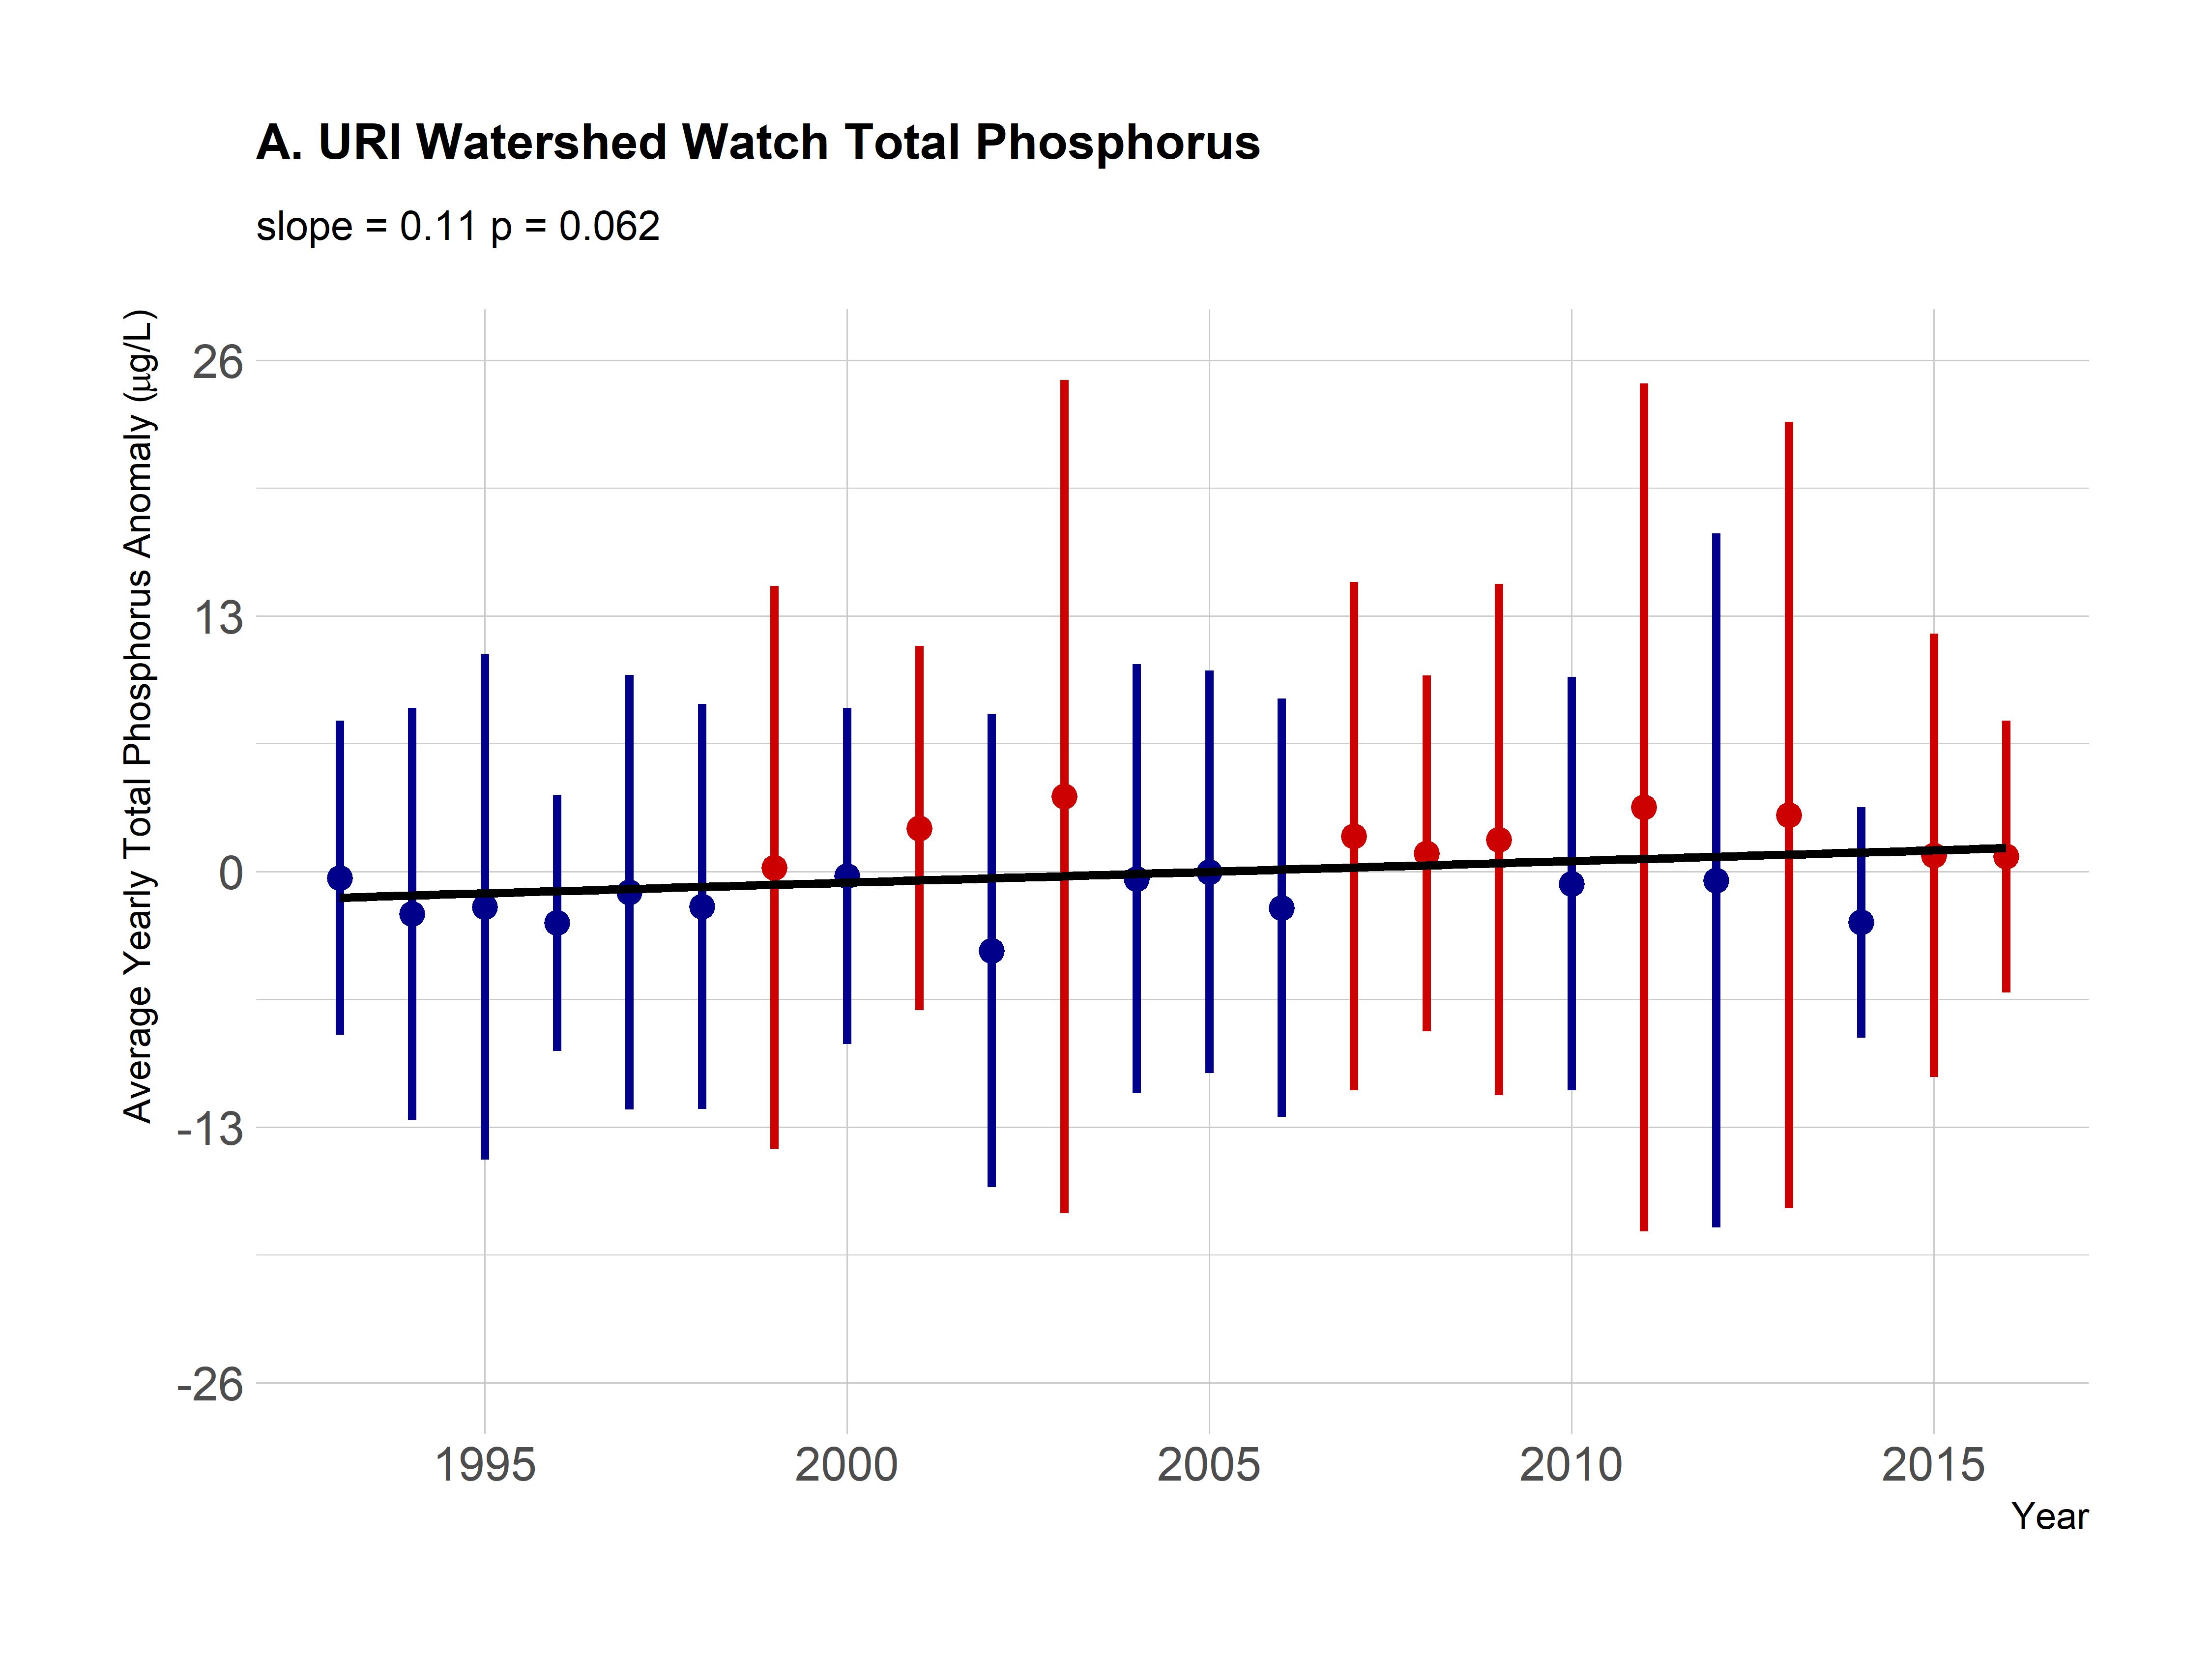 A. URI Watershed Watch Total Phosphorus
slope = 0.11 p = 0.062
Average Yearly Total Phosphorus Anomaly (μg/L)
26
13
0
-13
-26
1995 2000 2005 2010 2015
Year